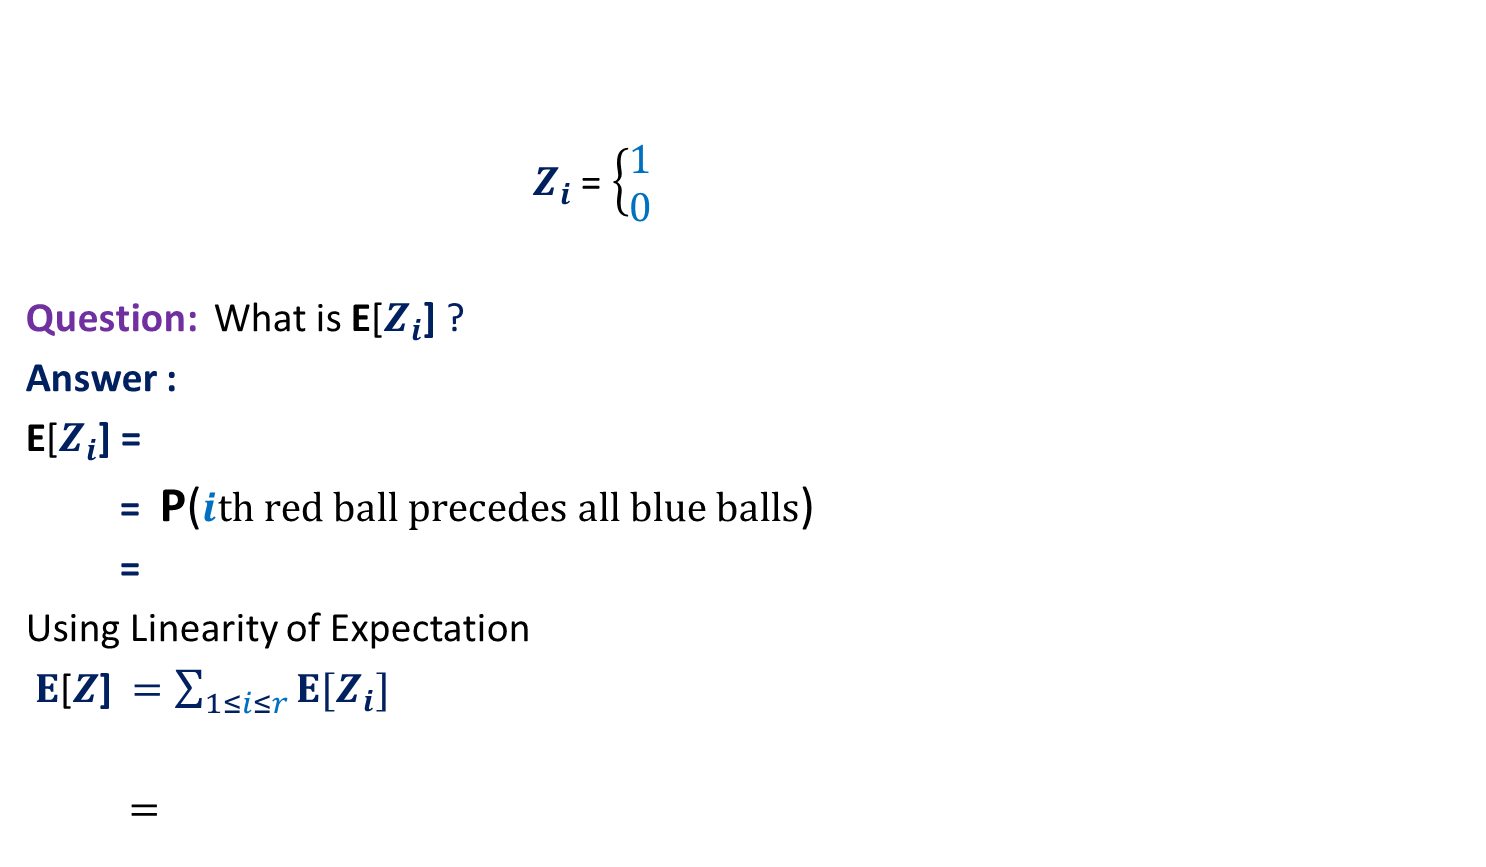 Zᵢ = {1
0
Question: What is E[Zᵢ] ?
Answer :
E[Zᵢ] =
= P(ith red ball precedes all blue balls)
=
Using Linearity of Expectation
E[Z] = ∑₁≤ᵢ≤ᵣ E[Zᵢ]
=